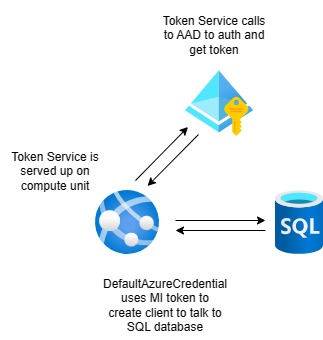 Token Service calls
to AAD to auth and
get token
Token Service is
served up on
compute unit
SQL
DefaultAzureCredential
uses MI token to
create client to talk to
SQL database